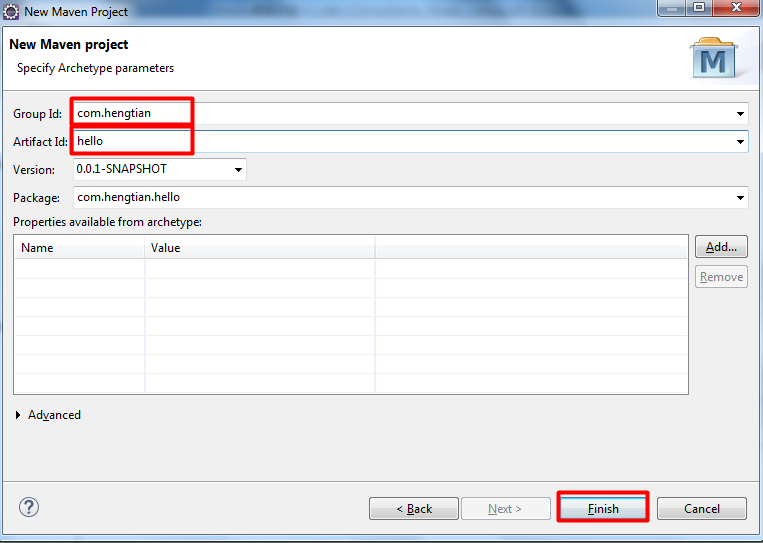 New Maven Project
New Maven project
Specify Archetype parameters
M
Group Id: com.hengtian
Artifact Id: hello
Version: 0.0.1-SNAPSHOT
Package: com.hengtian.hello
Properties available from archetype:
Name Value
Add...
Remove
Advanced
? < Back Next > Finish Cancel